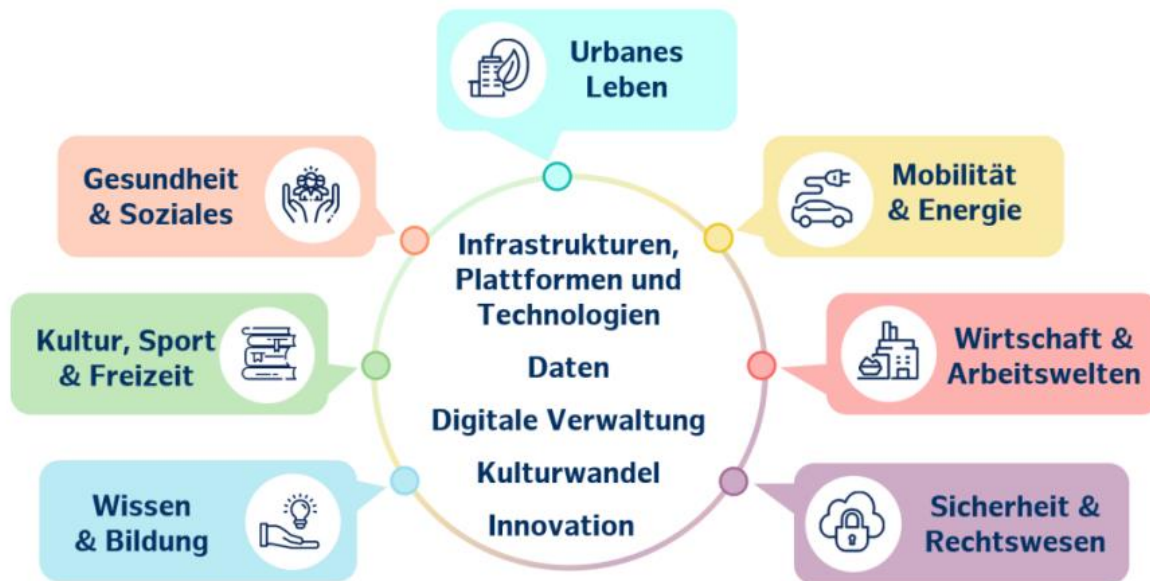 Urbanes
Leben
Gesundheit
& Soziales
Mobilität
& Energie
Infrastrukturen,
Plattformen und
Technologien
Kultur, Sport
& Freizeit
Daten
Wirtschaft &
Arbeitswelten
Digitale Verwaltung
Kulturwandel
Wissen
& Bildung
Innovation
Sicherheit &
Rechtswesen